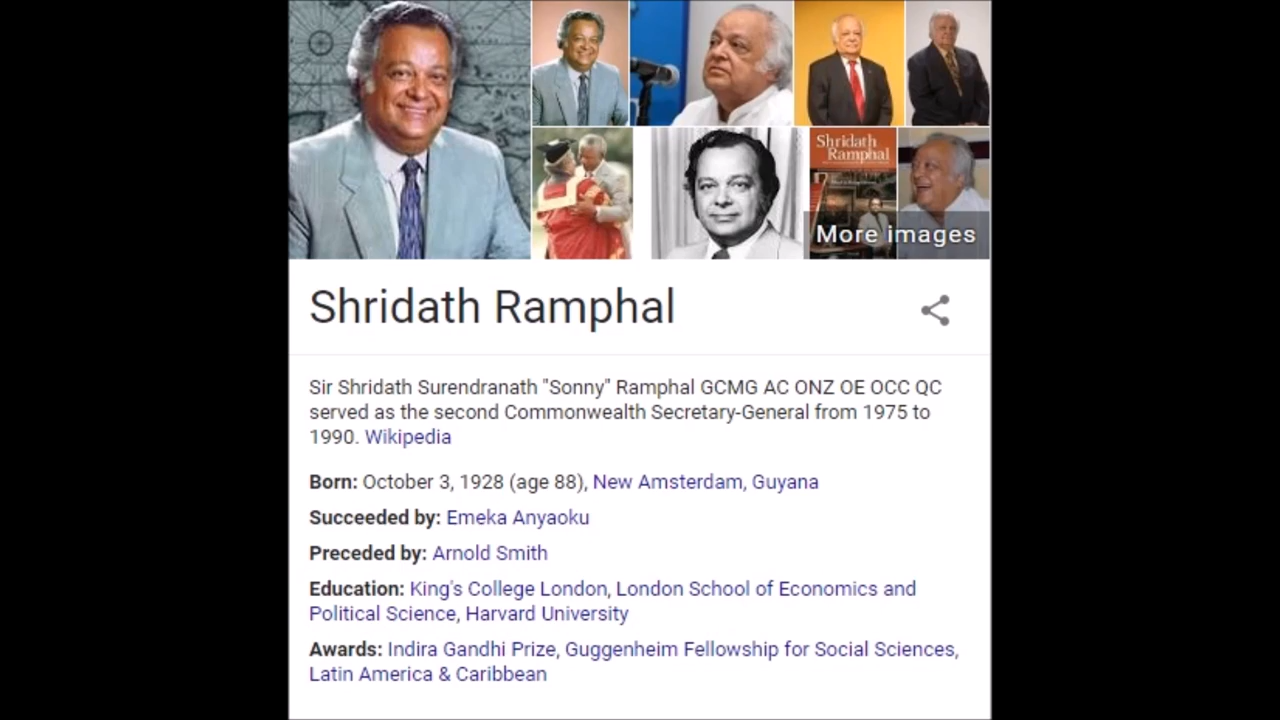 Shridath
Ramphal
More images
Shridath Ramphal
Sir Shridath Surendranath "Sonny" Ramphal GCMG AC ONZ OE OCC QC
served as the second Commonwealth Secretary-General from 1975 to
1990. Wikipedia
Born: October 3, 1928 (age 88), New Amsterdam, Guyana
Succeeded by: Emeka Anyaoku
Preceded by: Arnold Smith
Education: King's College London, London School of Economics and
Political Science, Harvard University
Awards: Indira Gandhi Prize, Guggenheim Fellowship for Social Sciences,
Latin America & Caribbean